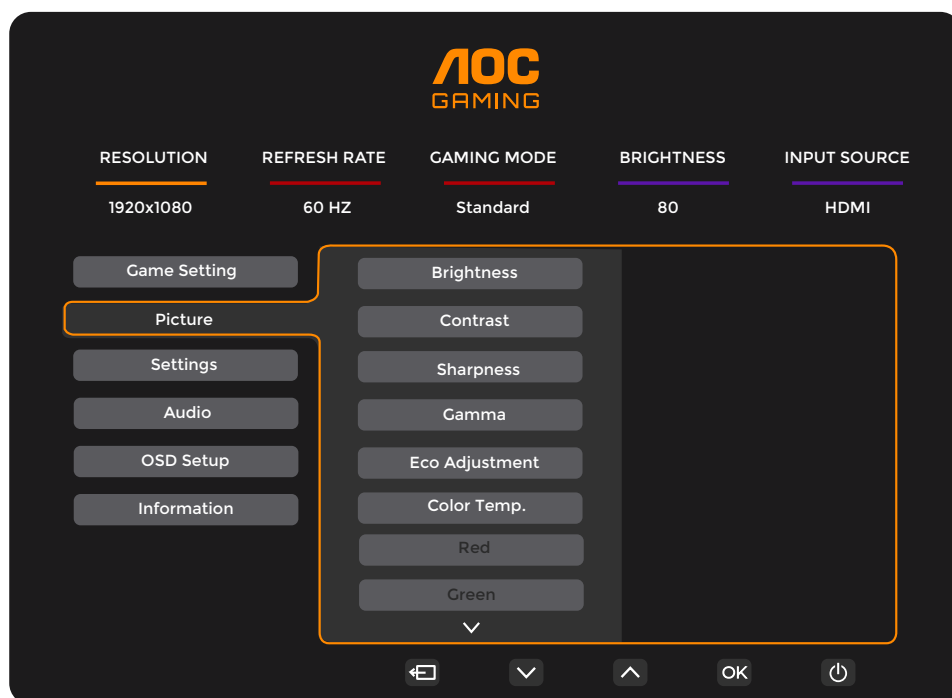 AOC
GAMING
RESOLUTION REFRESH RATE GAMING MODE BRIGHTNESS INPUT SOURCE
1920x1080 60 HZ Standard 80 HDMI
Game Setting
Picture
Settings
Audio
OSD Setup
Information
Brightness
Contrast
Sharpness
Gamma
Eco Adjustment
Color Temp.
Red
Green
OK